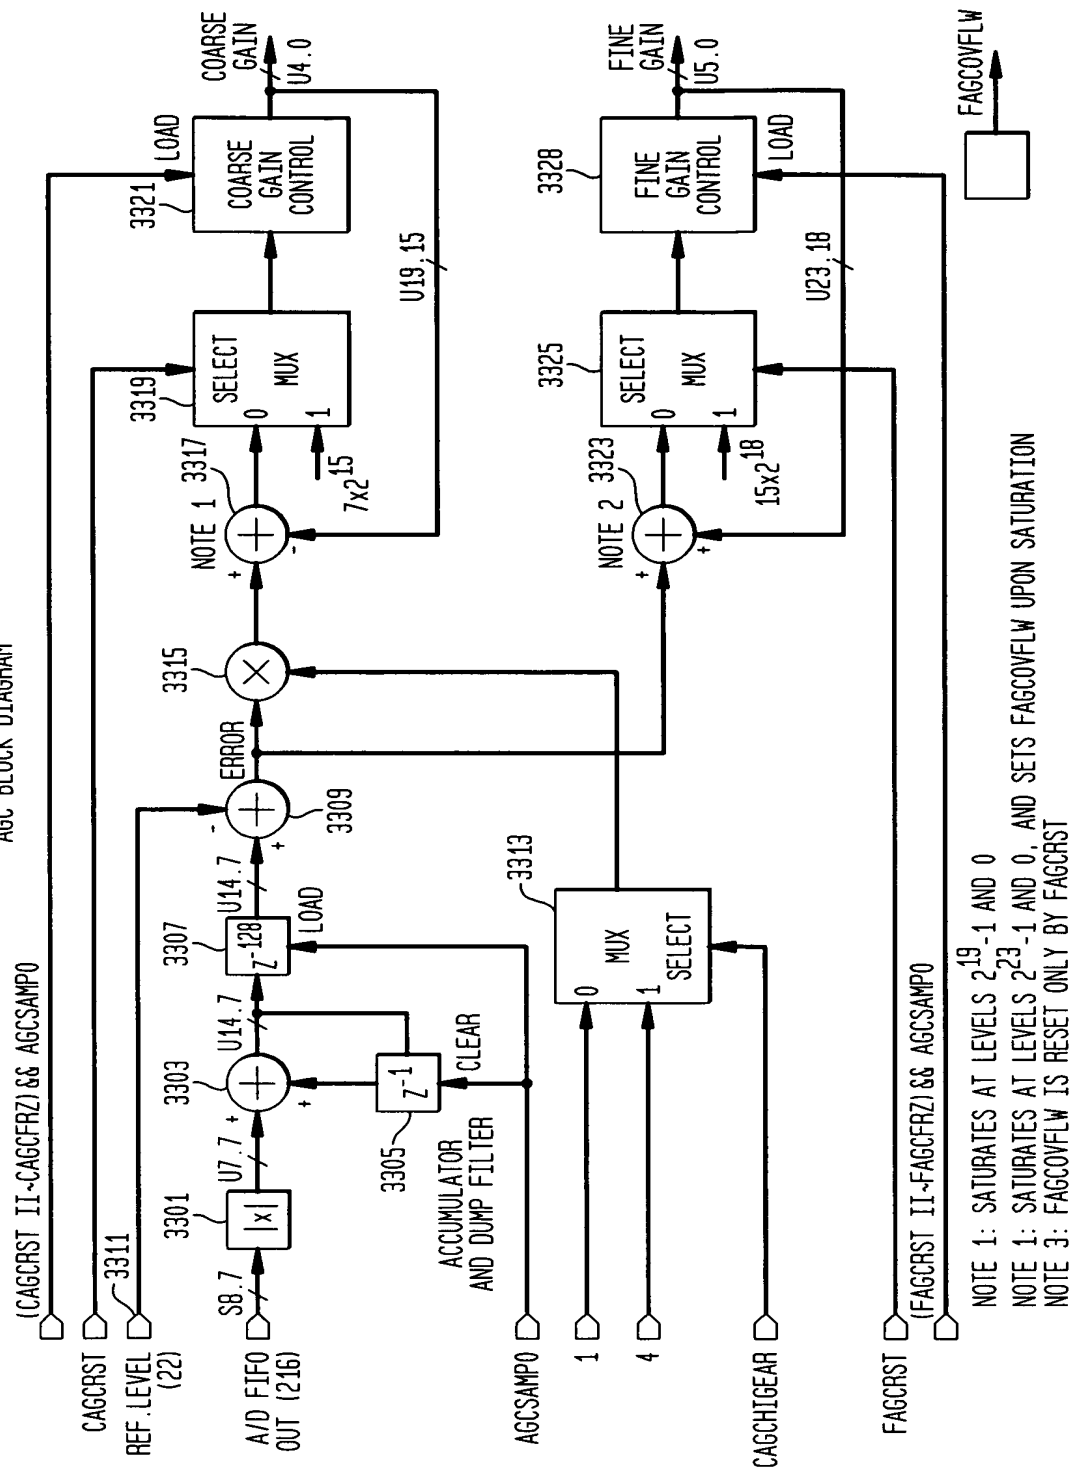 AGC BLOCK DIAGRAM
(CAGCRST II~CAGCFRZ)&& AGCSAMPO
CAGCRST
3311
REF.LEVEL
(22)
A/D FIFO
OUT (216)
S8.7
3301
|x|
U7.7
3303
+
+
U14.7
3305
Z-1
CLEAR
ACCUMULATOR
AND DUMP FILTER
3307
Z-128
LOAD
U14.7
-
+
3309
ERROR
3315
NOTE 1
3317
+
-
7x2 15
3319
SELECT
MUX
0
1
3321
LOAD
COARSE
GAIN
CONTROL
COARSE
GAIN
U4.0
U19.15
AGCSAMPO
1
4
CAGCHIGEAR
3313
0
1
MUX
SELECT
NOTE 2
3323
+
+
15x2 18
3325
SELECT
MUX
0
1
3328
FINE
GAIN
CONTROL
LOAD
FINE
GAIN
U5.0
U23.18
FAGCRST
(FAGCRST II~FAGCFRZ)&& AGCSAMPO
FAGCOVFLW
NOTE 1: SATURATES AT LEVELS 2 19 -1 AND 0
NOTE 1: SATURATES AT LEVELS 2 23 -1 AND 0, AND SETS FAGCOVFLW UPON SATURATION
NOTE 3: FAGCOVFLW IS RESET ONLY BY FAGCRST